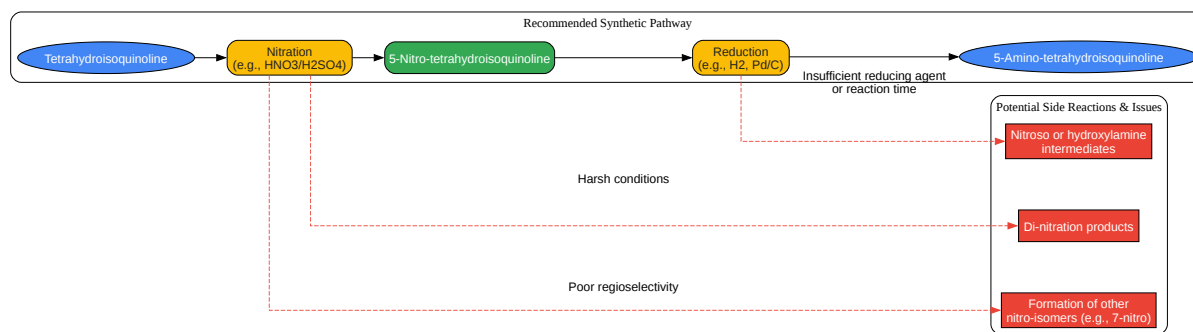 Recommended Synthetic Pathway
Tetrahydroisoquinoline
Nitration
(e.g., HNO3/H2SO4)
5-Nitro-tetrahydroisoquinoline
Reduction
(e.g., H2, Pd/C)
5-Amino-tetrahydroisoquinoline
Insufficient reducing agent
or reaction time
Potential Side Reactions & Issues
Nitroso or hydroxylamine
intermediates
Harsh conditions
Di-nitration products
Poor regioselectivity
Formation of other
nitro-isomers (e.g., 7-nitro)